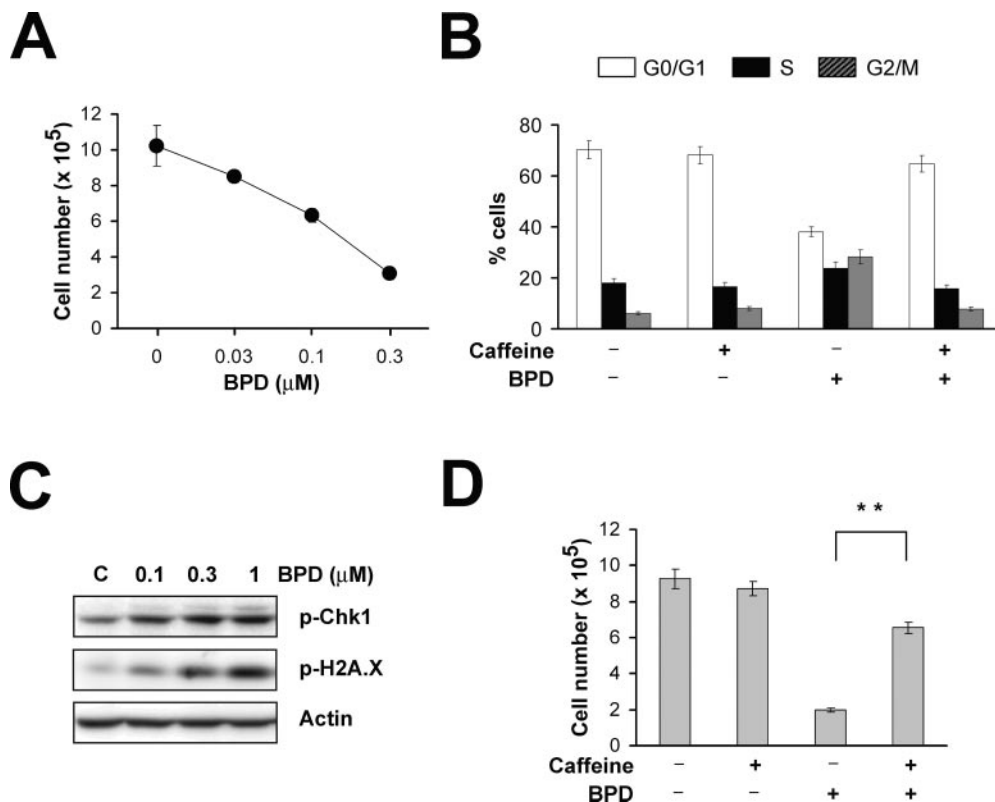 A
12
10
8
6
4
2
0
Cell number (x 10⁵)
0 0.03 0.1 0.3
BPD (µM)
B
G0/G1 S G2/M
80
60
40
20
0
% cells
Caffeine – + – +
BPD – – + +
C
C 0.1 0.3 1 BPD (µM)
p-Chk1
p-H2A.X
Actin
D
* *
12
10
8
6
4
2
0
Cell number (x 10⁵)
Caffeine – + – +
BPD – – + +